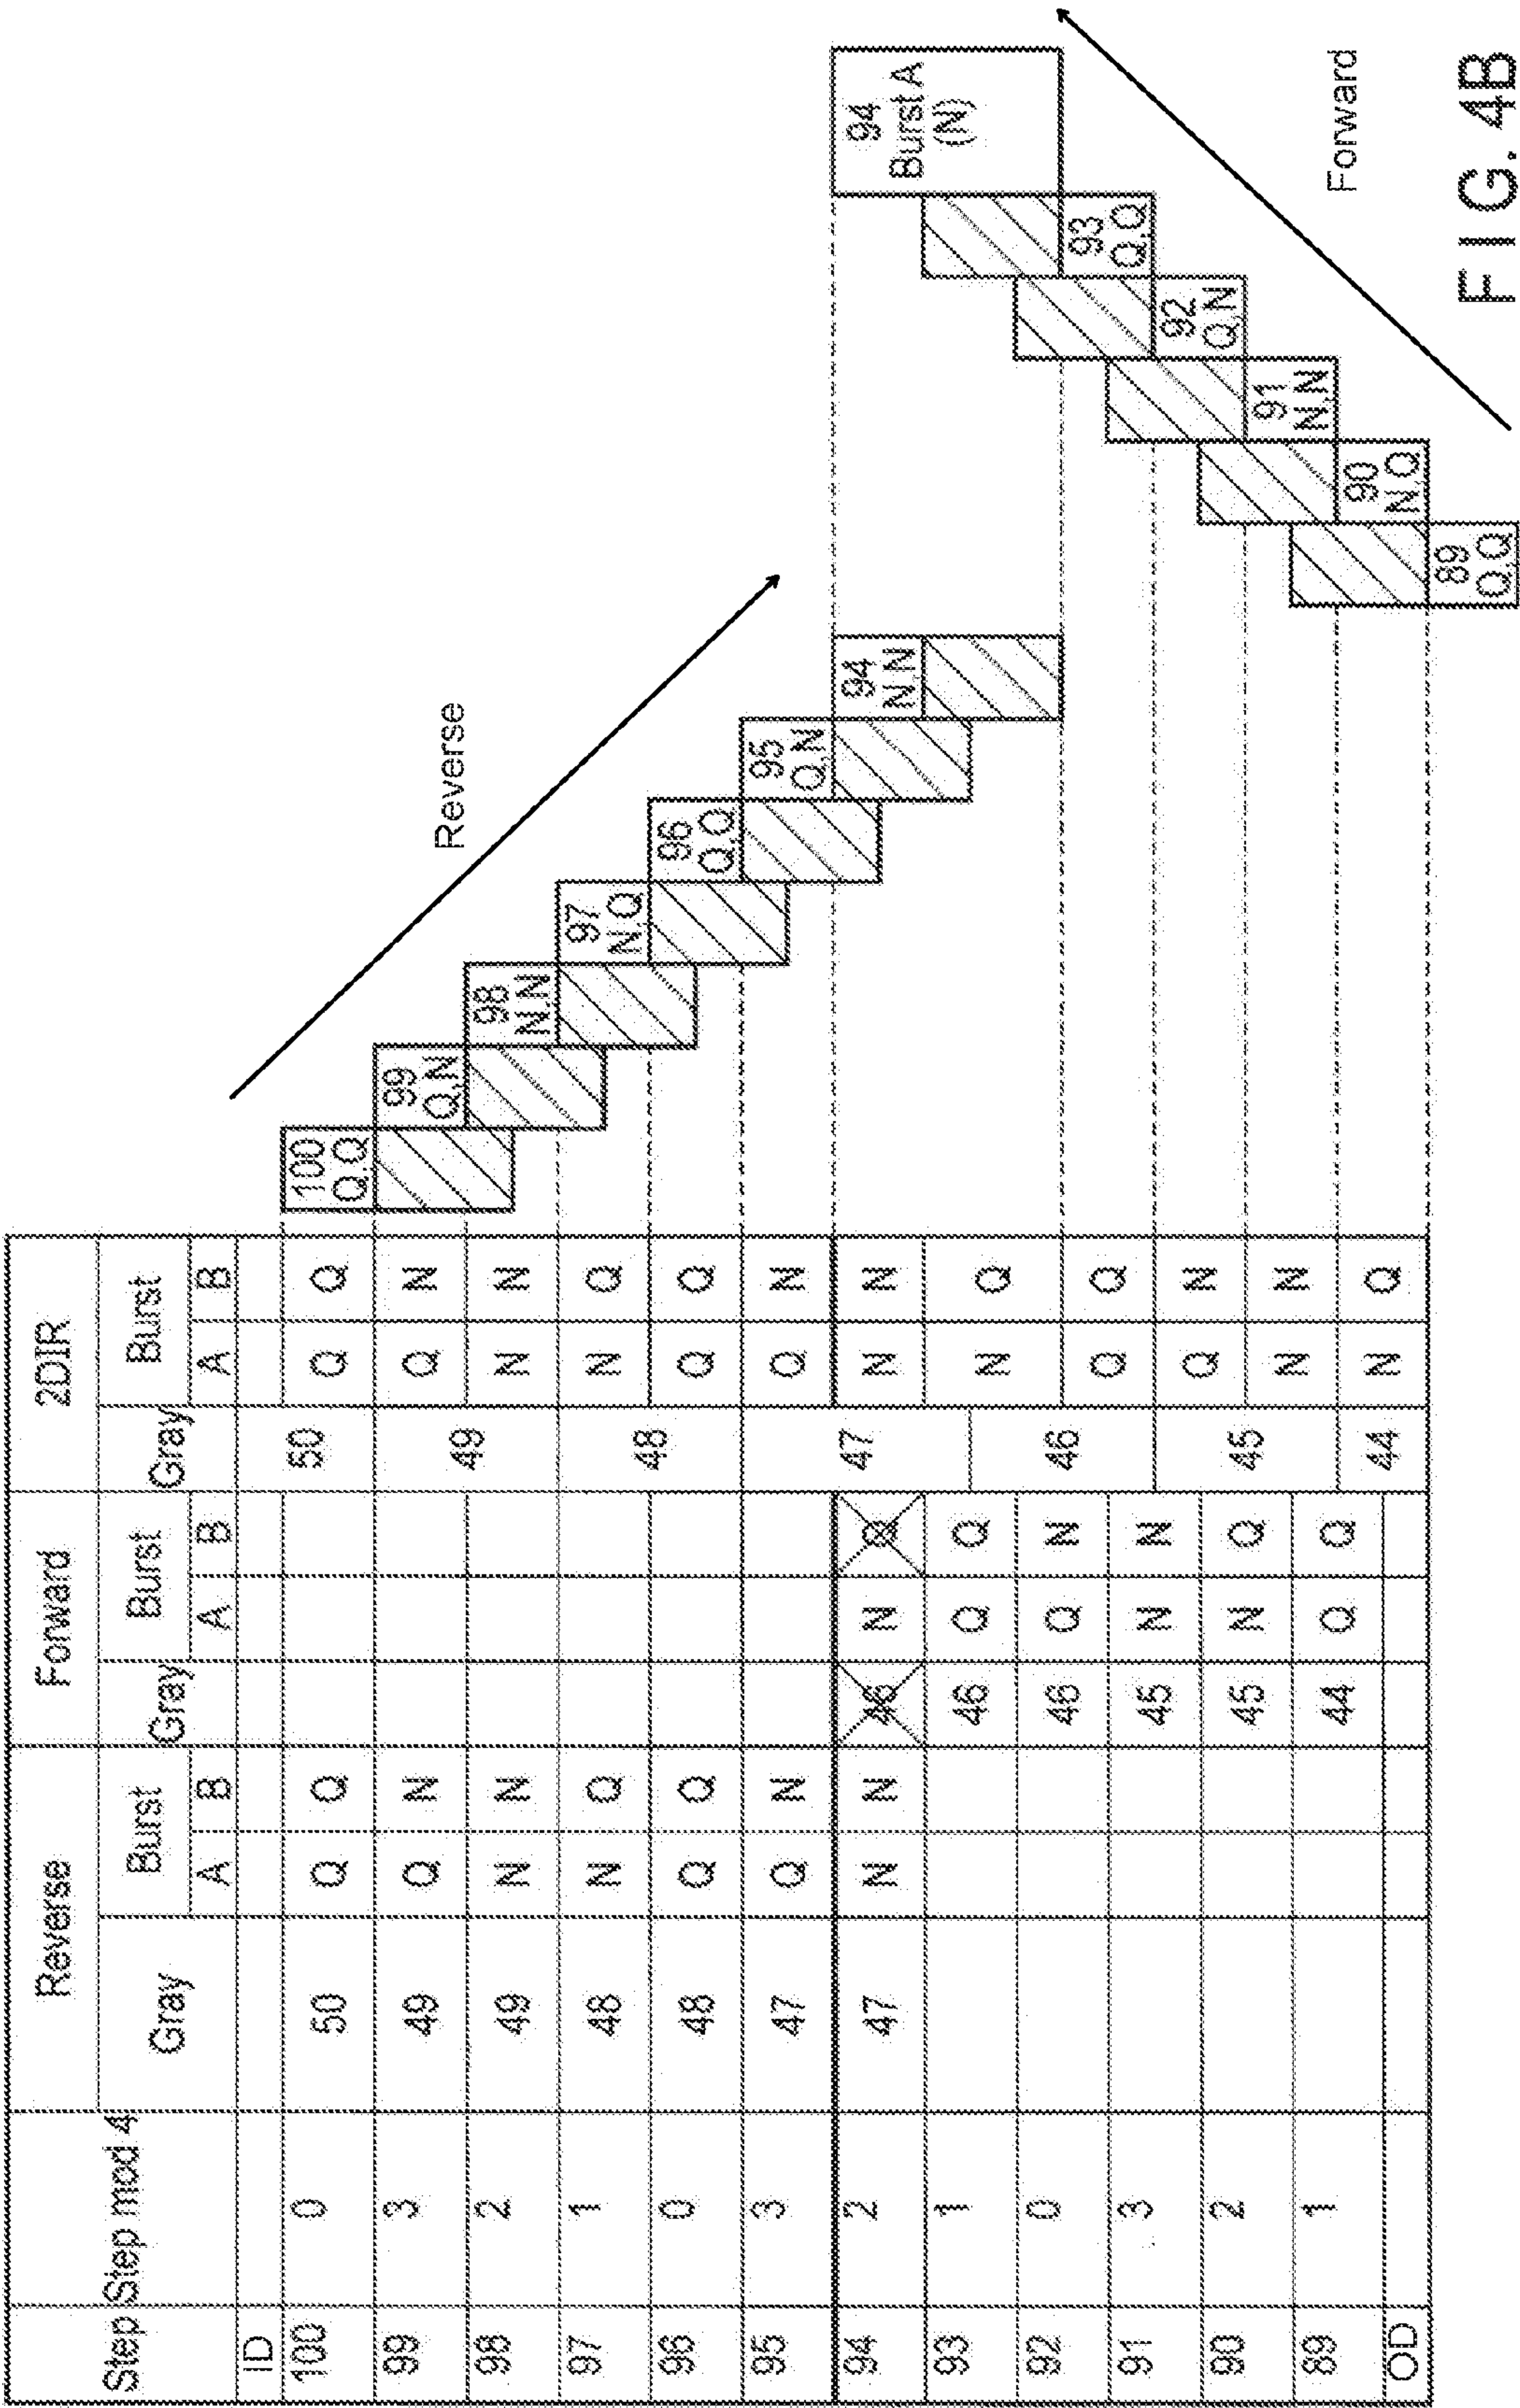 Step Step mod 4 Reverse Forward 2DIR
Gray Burst Gray Burst Gray Burst
A B A B A B
ID
100 0 50 Q Q 50 Q Q
99 3 49 Q N 49 Q N
98 2 49 N N N N
97 1 48 N Q 48 N Q
96 0 48 Q Q Q Q
95 3 47 Q N 47 Q N
94 2 47 N N 46 N Q N N
93 1 46 Q Q N Q
92 0 46 Q N 46 Q Q
91 3 45 N N 45 Q N
90 2 45 N Q N N
89 1 44 Q Q 44 N Q
OD
Reverse
100
Q,Q
99
Q,N
98
N,N
97
N,Q
96
Q,Q
95
Q,N
94
N,N
94
Burst A
(N)
93
Q,Q
92
Q,N
91
N,N
90
N,Q
89
Q,Q
Forward
FIG. 4B